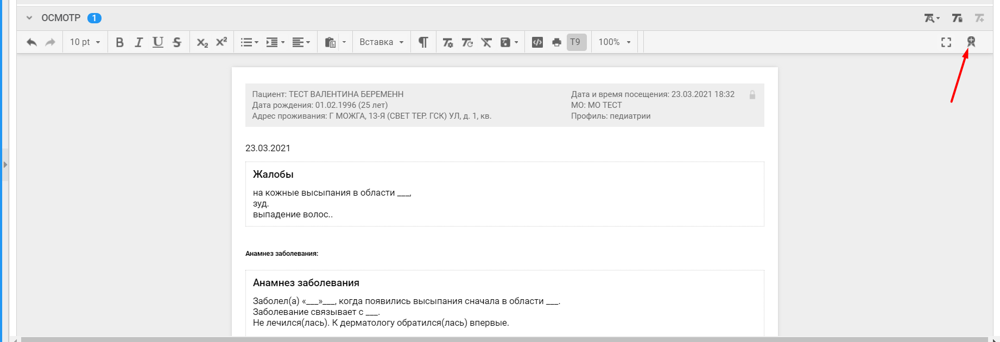 ОСМОТР 1
10 pt B I U S X₂ X² Вставка ¶ T9 100%
Пациент: ТЕСТ ВАЛЕНТИНА БЕРЕМЕНН
Дата рождения: 01.02.1996 (25 лет)
Адрес проживания: Г МОЖГА, 13-Я (СВЕТ ТЕР. ГСК) УЛ, д. 1, кв.
Дата и время посещения: 23.03.2021 18:32
МО: МО ТЕСТ
Профиль: педиатрии
23.03.2021
Жалобы
на кожные высыпания в области ___,
зуд.
выпадение волос..
Анамнез заболевания:
Анамнез заболевания
Заболел(а) «___»___, когда появились высыпания сначала в области ___.
Заболевание связывает с ___.
Не лечился(лась). К дерматологу обратился(лась) впервые.